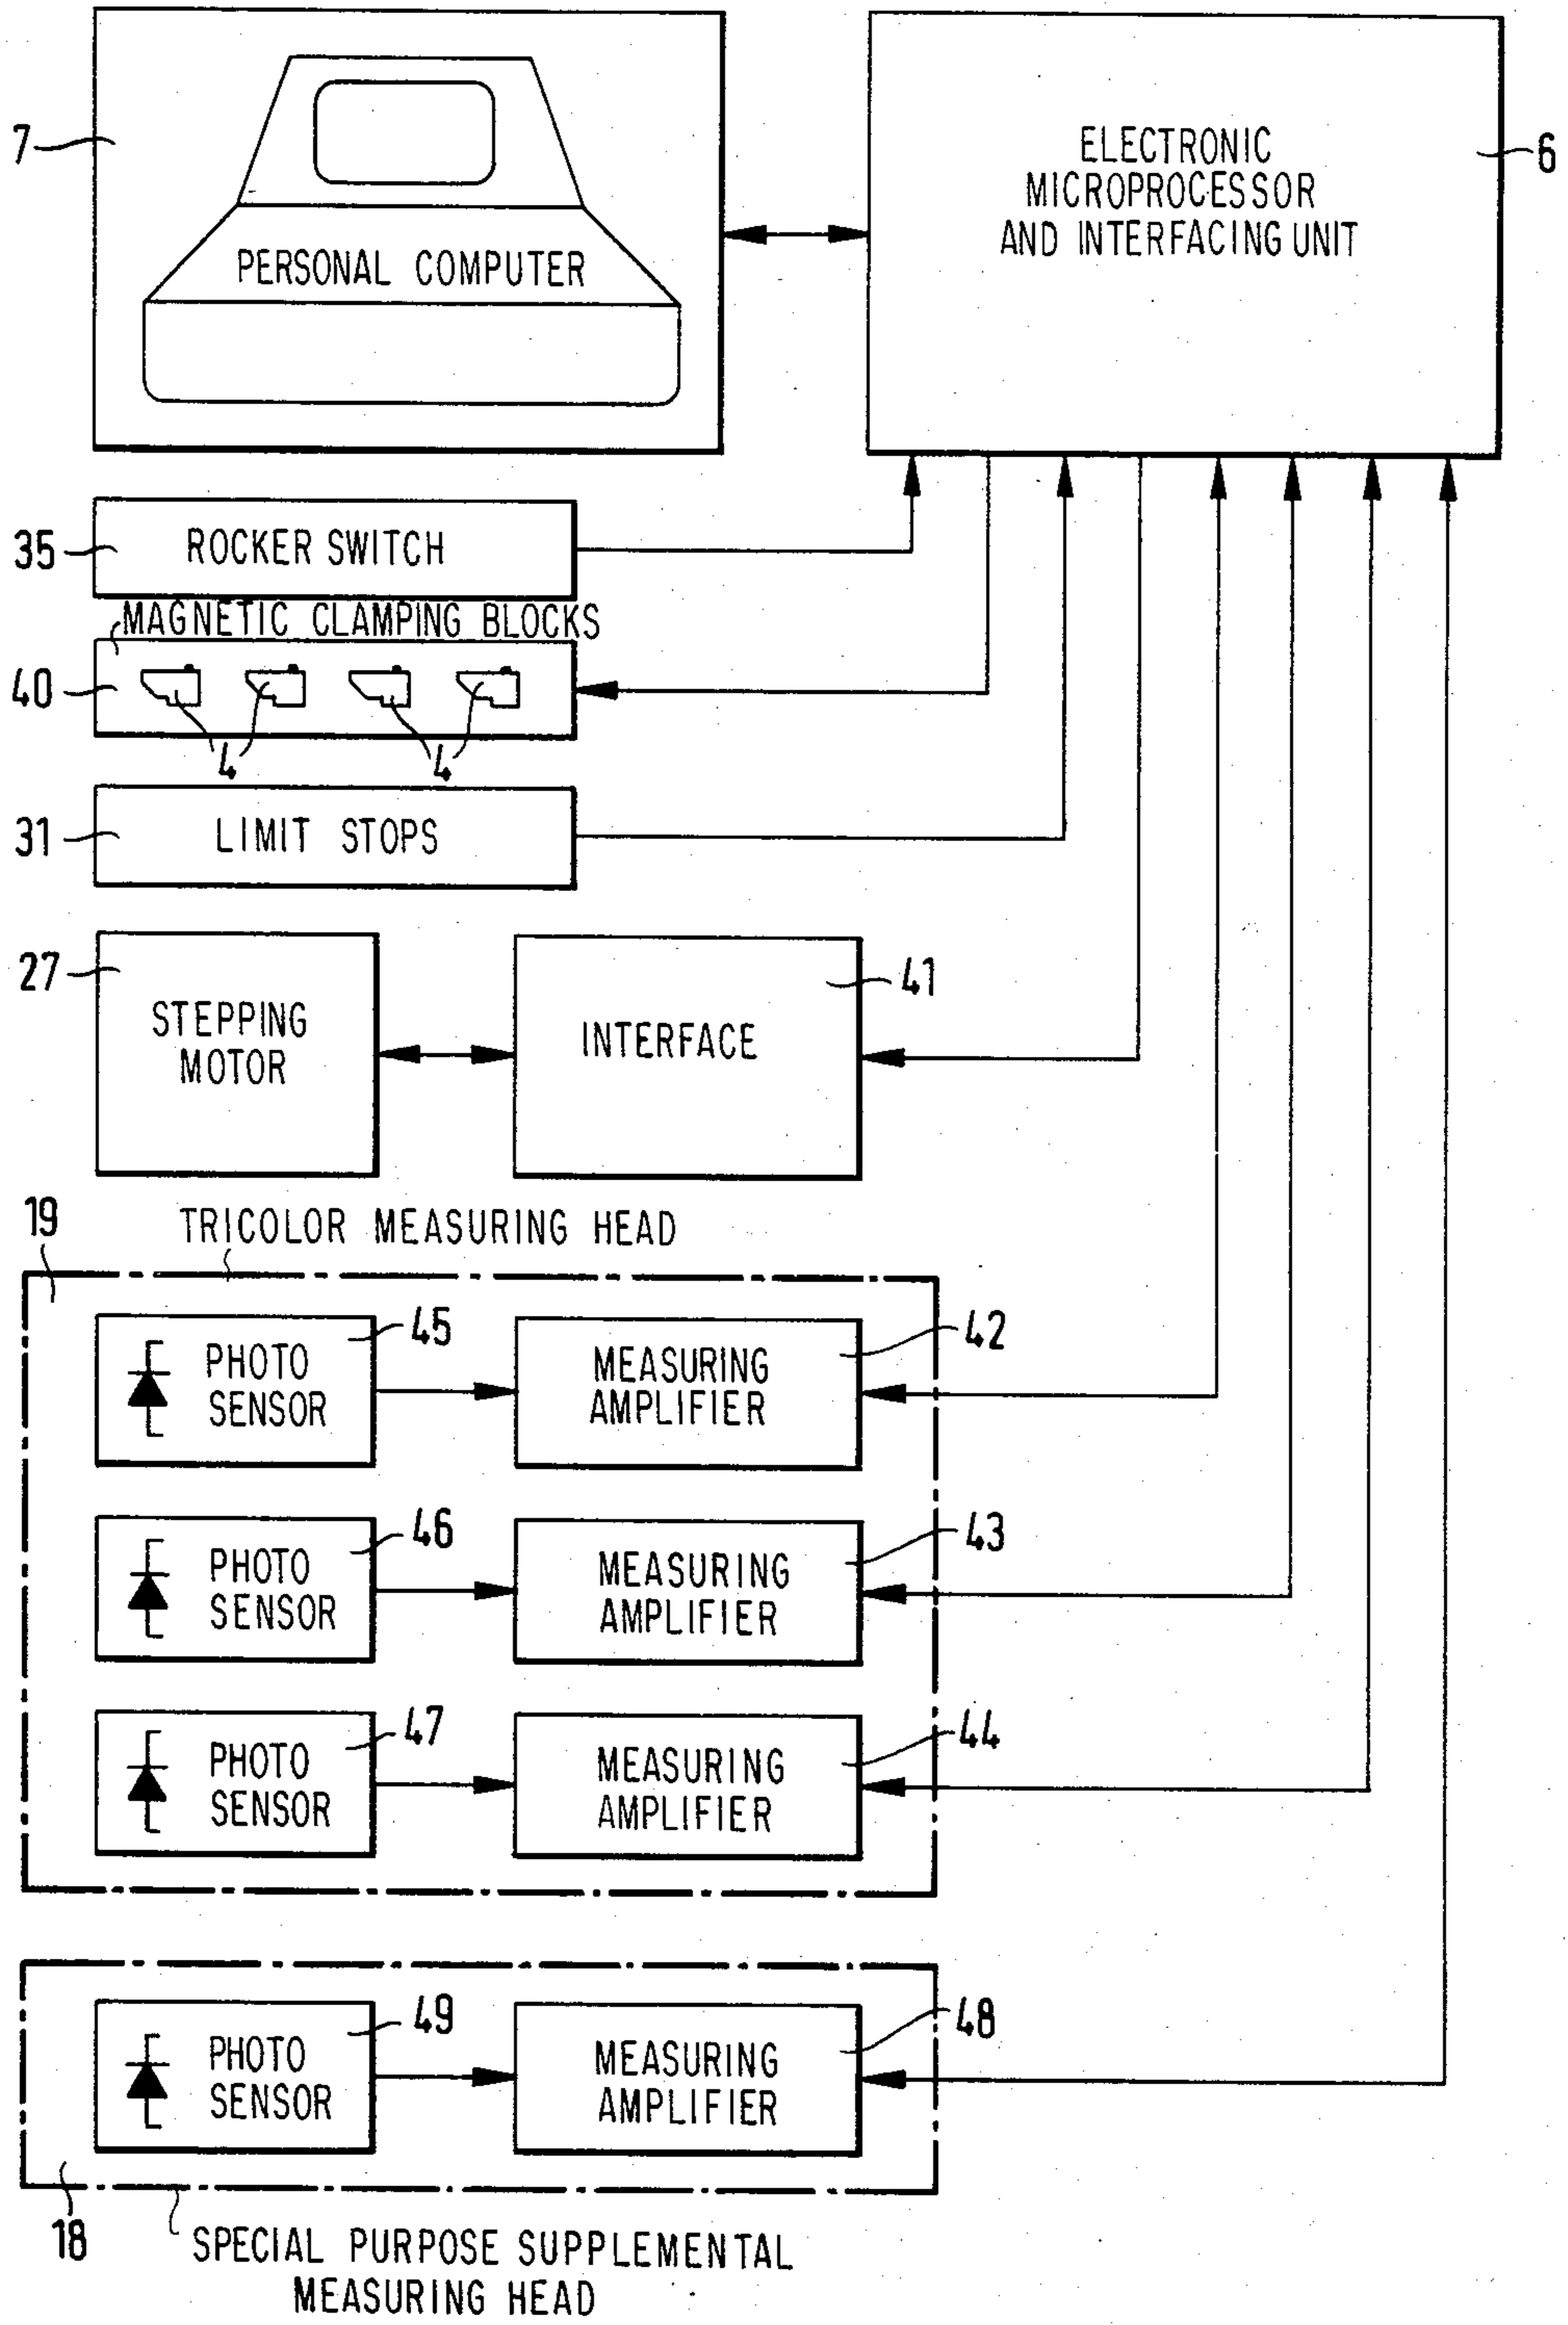 7
PERSONAL COMPUTER
ELECTRONIC
MICROPROCESSOR
AND INTERFACING UNIT
6
35
ROCKER SWITCH
MAGNETIC CLAMPING BLOCKS
40
4
4
31
LIMIT STOPS
27
STEPPING
MOTOR
INTERFACE
41
19
TRICOLOR MEASURING HEAD
PHOTO
SENSOR
45
MEASURING
AMPLIFIER
42
PHOTO
SENSOR
46
MEASURING
AMPLIFIER
43
PHOTO
SENSOR
47
MEASURING
AMPLIFIER
44
PHOTO
SENSOR
49
MEASURING
AMPLIFIER
48
18
SPECIAL PURPOSE SUPPLEMENTAL
MEASURING HEAD